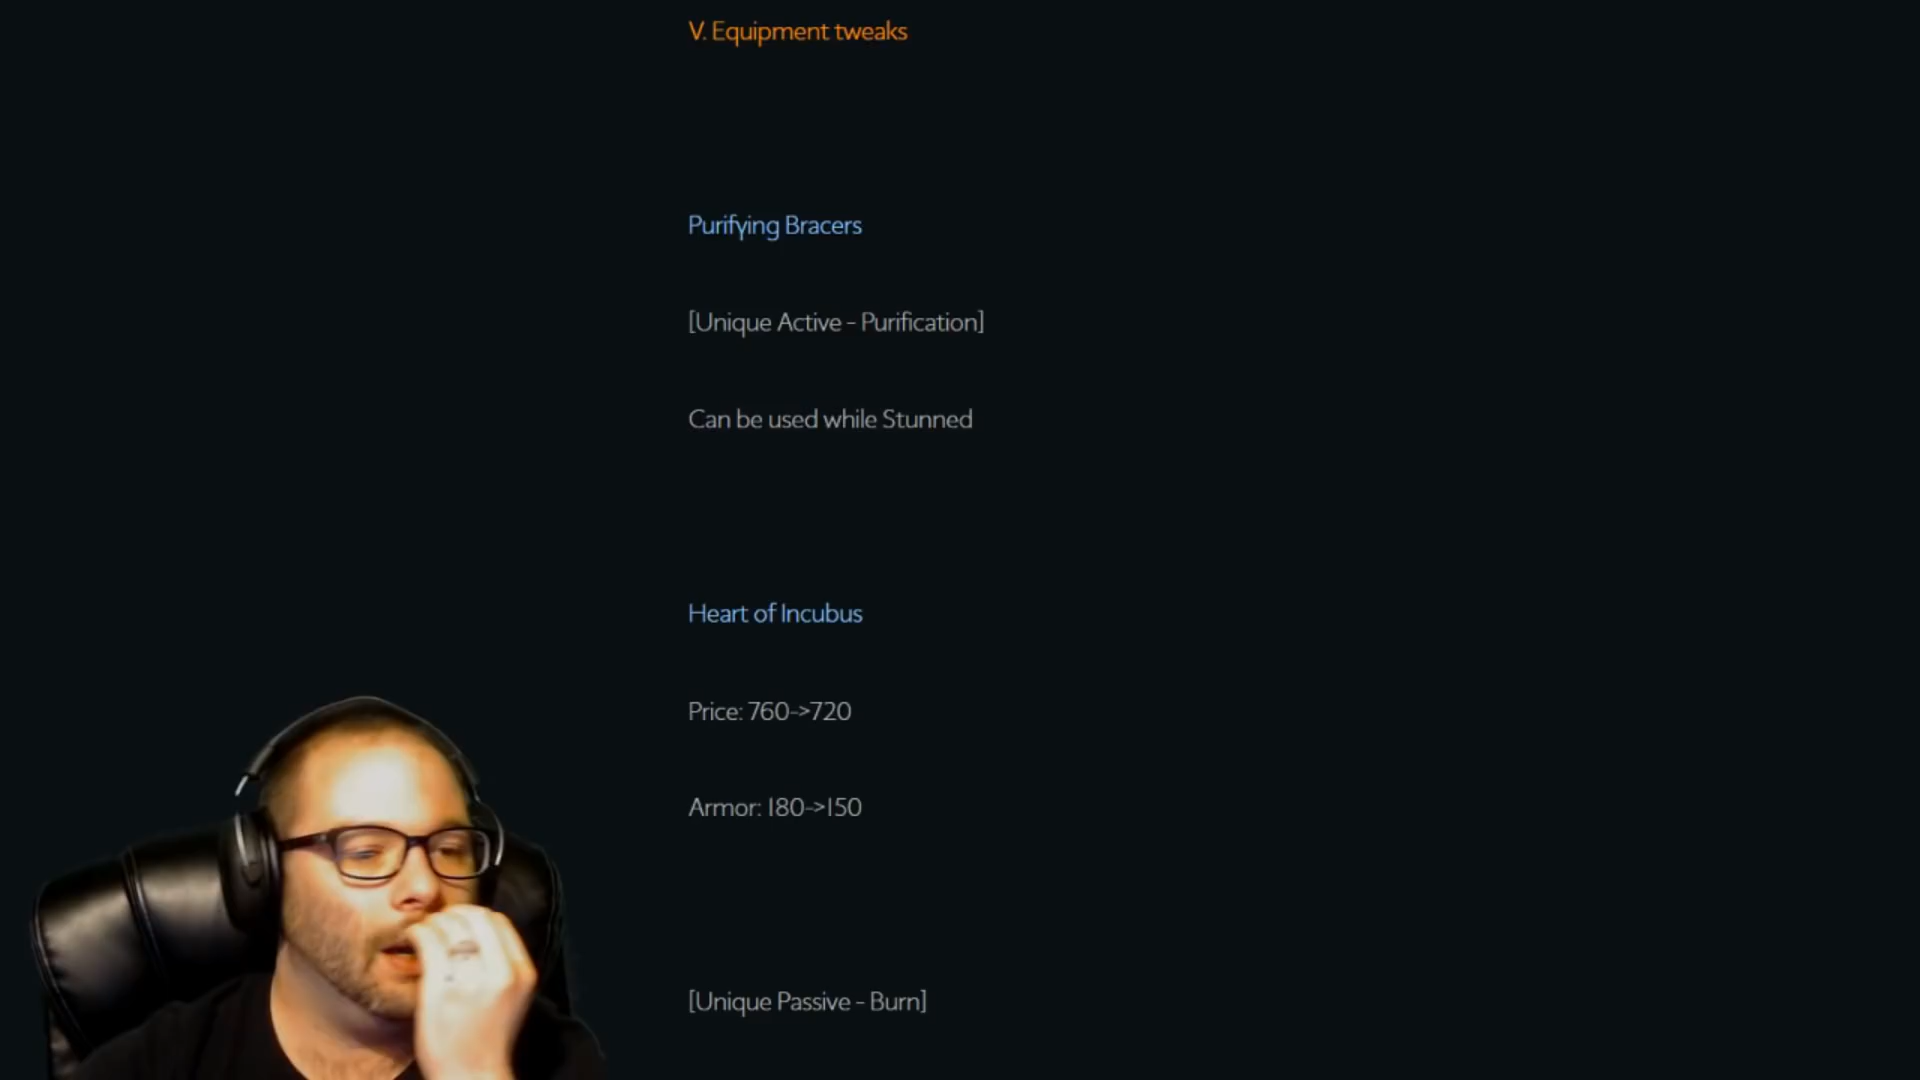 V. Equipment tweaks
Purifying Bracers
[Unique Active - Purification]
Can be used while Stunned
Heart of Incubus
Price: 760->720
Armor: 180->150
[Unique Passive - Burn]